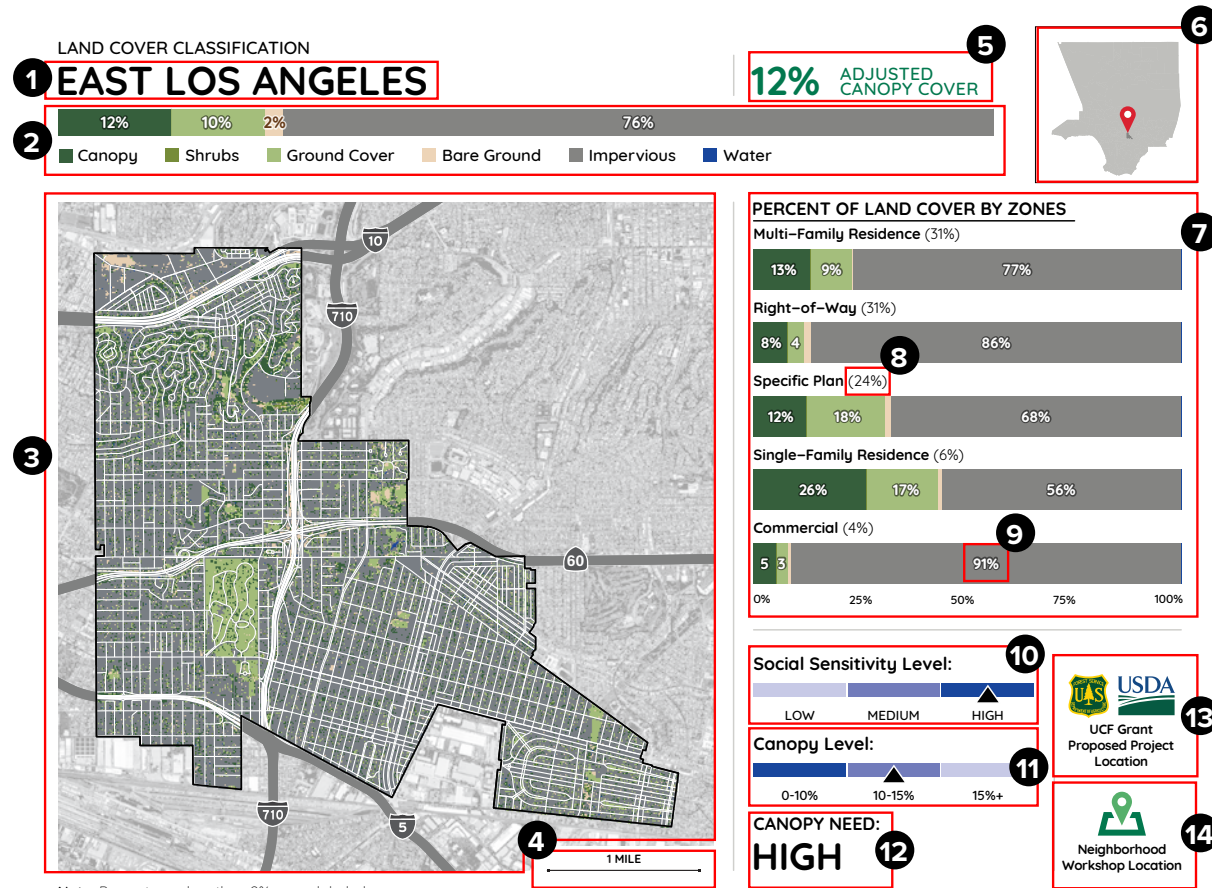 LAND COVER CLASSIFICATION
1 EAST LOS ANGELES
5
12% ADJUSTED
CANOPY COVER
6
2
12% 10% 2% 76%
Canopy Shrubs Ground Cover Bare Ground Impervious Water
3
10
710
60
710
5
4
1 MILE
PERCENT OF LAND COVER BY ZONES
7
Multi-Family Residence (31%)
13% 9% 77%
Right-of-Way (31%)
8% 4 86%
8
Specific Plan (24%)
12% 18% 68%
Single-Family Residence (6%)
26% 17% 56%
Commercial (4%)
9
5 3 91%
0% 25% 50% 75% 100%
Social Sensitivity Level:
10
LOW MEDIUM HIGH
Canopy Level:
11
0-10% 10-15% 15%+
CANOPY NEED:
HIGH
12
FOREST SERVICE
UAS
USDA
13
UCF Grant
Proposed Project
Location
14
Neighborhood
Workshop Location